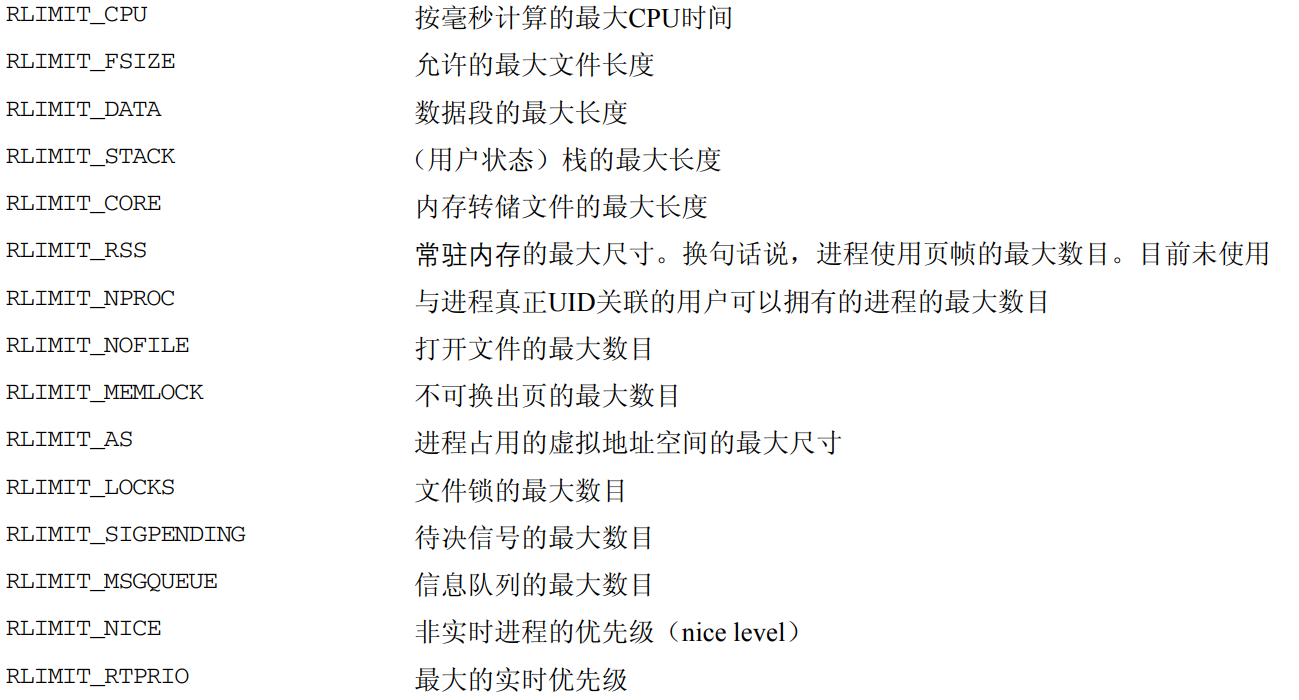 RLIMIT_CPU 按毫秒计算的最大CPU时间
RLIMIT_FSIZE 允许的最大文件长度
RLIMIT_DATA 数据段的最大长度
RLIMIT_STACK （用户状态）栈的最大长度
RLIMIT_CORE 内存转储文件的最大长度
RLIMIT_RSS 常驻内存的最大尺寸。换句话说，进程使用页帧的最大数目。目前未使用
RLIMIT_NPROC 与进程真正UID关联的用户可以拥有的进程的最大数目
RLIMIT_NOFILE 打开文件的最大数目
RLIMIT_MEMLOCK 不可换出页的最大数目
RLIMIT_AS 进程占用的虚拟地址空间的最大尺寸
RLIMIT_LOCKS 文件锁的最大数目
RLIMIT_SIGPENDING 待决信号的最大数目
RLIMIT_MSGQUEUE 信息队列的最大数目
RLIMIT_NICE 非实时进程的优先级（nice level）
RLIMIT_RTPRIO 最大的实时优先级